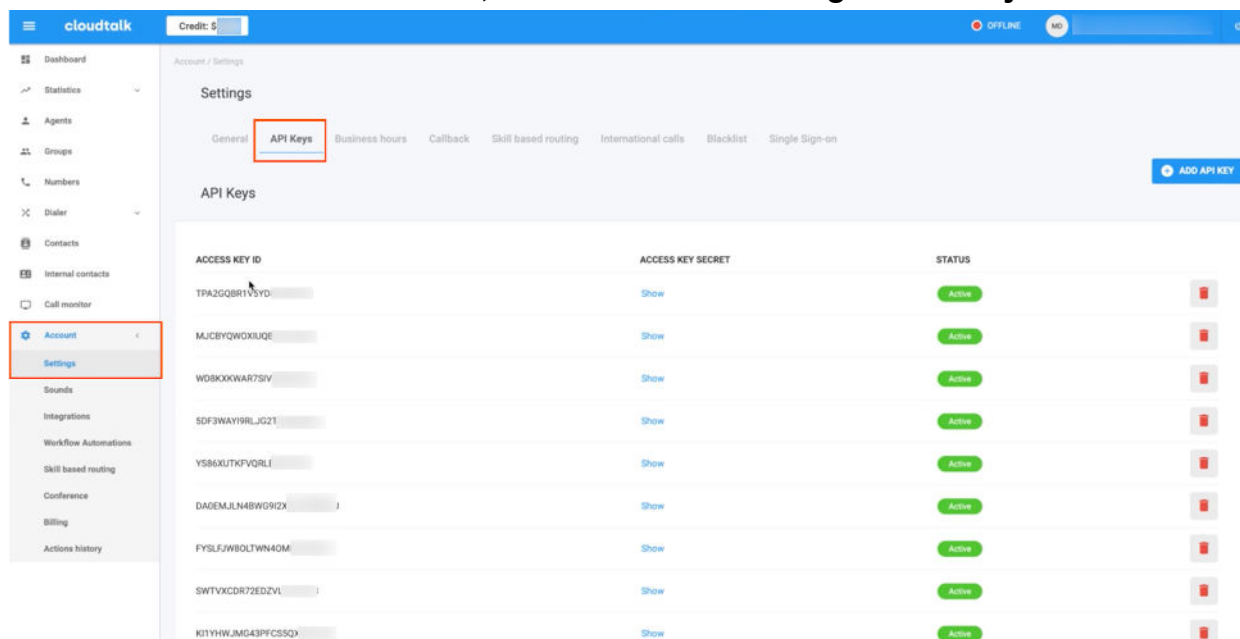 cloudtalk Credit: $ OFFLINE MD
Dashboard
Account / Settings
Statistics
Settings
Agents
General API Keys Business hours Callback Skill based routing International calls Blacklist Single Sign-on
Groups
ADD API KEY
Numbers
API Keys
Dialer
Contacts
ACCESS KEY ID ACCESS KEY SECRET STATUS
Internal contacts
TPA2GQBR1V5YD Show Active
Call monitor
Account
MJCBYQWOXIUQE Show Active
Settings
WD8KXKWAR7SIV Show Active
Sounds
Integrations
5DF3WAYI9RLJG21 Show Active
Workflow Automations
Skill based routing
YS86XUTKFVQRLE Show Active
Conference
DA0EMJLN4BWG9I2X Show Active
Billing
Actions history
FYSLFJWBOLTWN4OM Show Active
SWTVXCDR72EDZVL Show Active
KI1YHWJMG43PFCS5QX Show Active